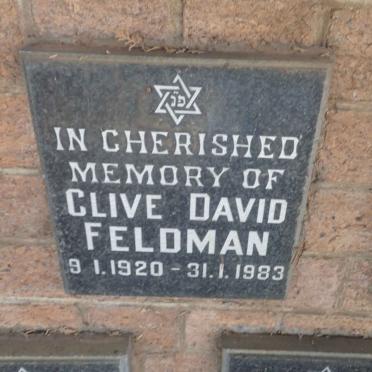 פ״נ
IN CHERISHED
MEMORY OF
CLIVE DAVID
FELDMAN
9.1.1920 - 31.1.1983